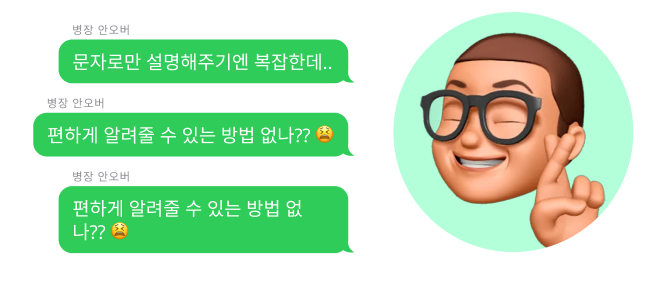 병장 안오버
문자로만 설명해주기엔 복잡한데..
병장 안오버
편하게 알려줄 수 있는 방법 없나?? 😫
병장 안오버
편하게 알려줄 수 있는 방법 없
나?? 😫